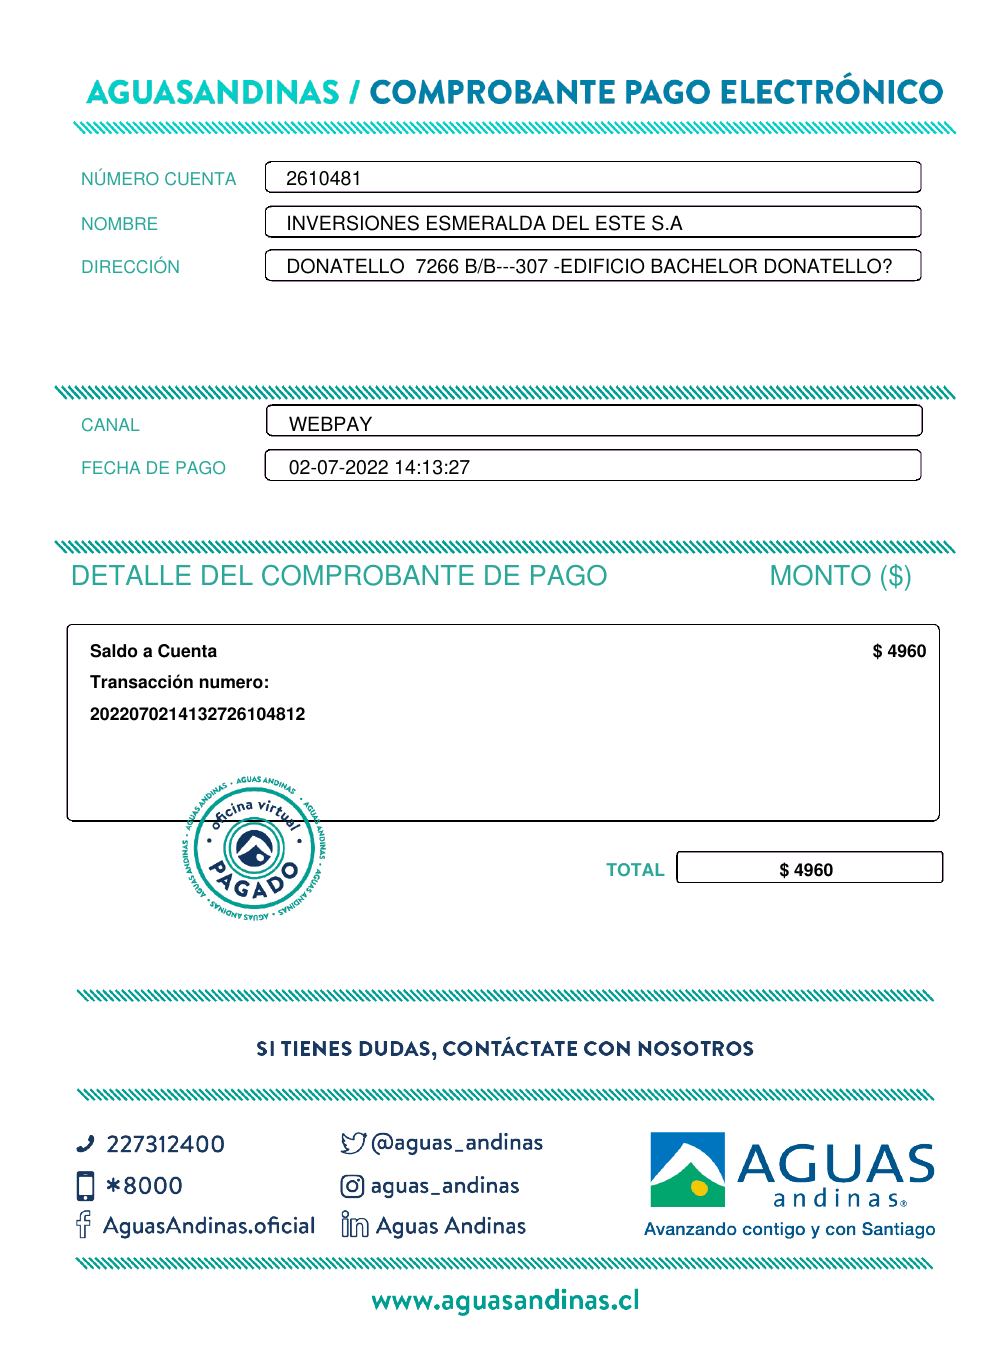 AGUASANDINAS / COMPROBANTE PAGO ELECTRÓNICO
NÚMERO CUENTA 2610481
NOMBRE INVERSIONES ESMERALDA DEL ESTE S.A
DIRECCIÓN DONATELLO  7266 B/B---307 -EDIFICIO BACHELOR DONATELLO?
CANAL WEBPAY
FECHA DE PAGO 02-07-2022 14:13:27
DETALLE DEL COMPROBANTE DE PAGO MONTO ($)
Saldo a Cuenta $ 4960
Transacción numero:
2022070214132726104812
AGUAS ANDINAS • AGUAS ANDINAS • AGUAS ANDINAS • AGUAS ANDINAS • AGUAS ANDINAS • AGUAS ANDINAS • AGUAS ANDINAS • AGUAS ANDINAS
• oficina virtual •
PAGADO
TOTAL $ 4960
SI TIENES DUDAS, CONTÁCTATE CON NOSOTROS
227312400 @aguas_andinas
*8000 aguas_andinas
AguasAndinas.oficial Aguas Andinas
AGUAS
andinas®
Avanzando contigo y con Santiago
www.aguasandinas.cl